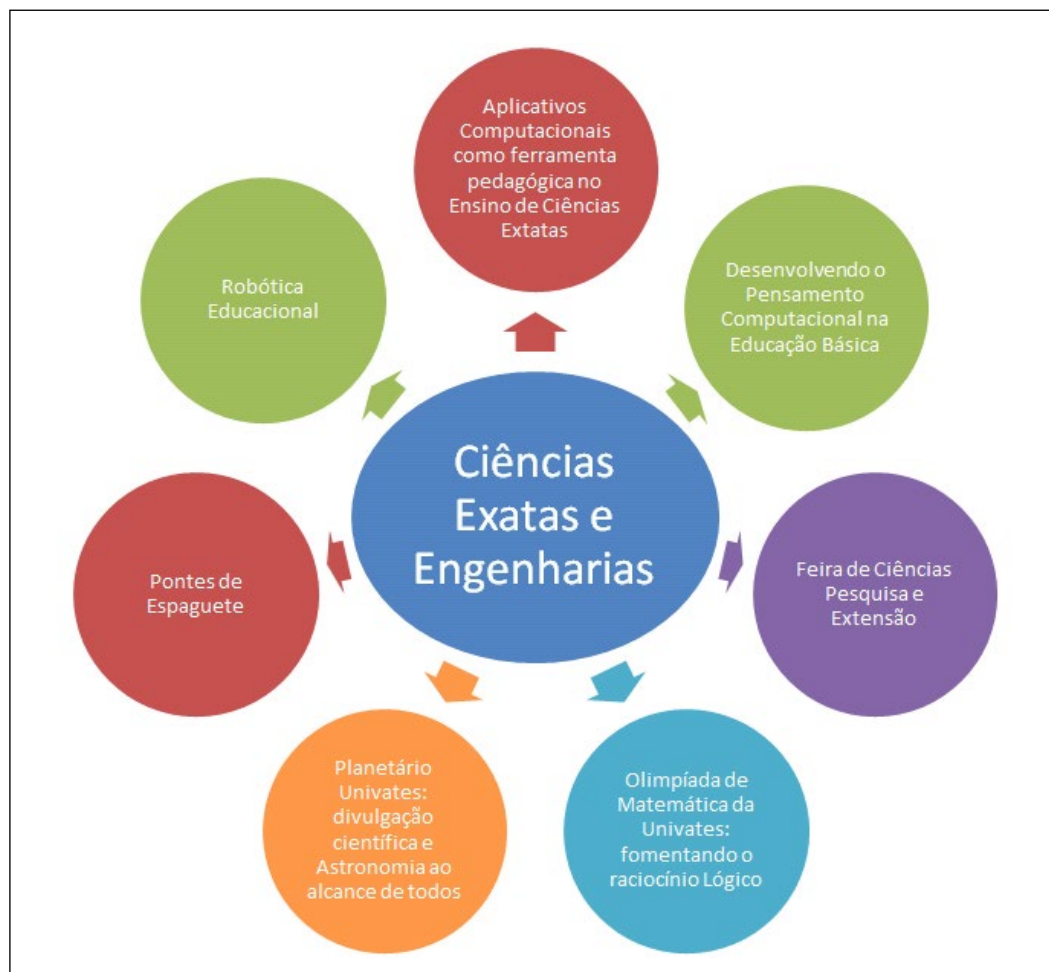 Aplicativos
Computacionais
como ferramenta
pedagógica no
Ensino de Ciências
Extatas
Desenvolvendo o
Pensamento
Computacional na
Educação Básica
Feira de Ciências
Pesquisa e
Extensão
Olimpíada de
Matemática da
Univates:
fomentando o
raciocínio Lógico
Planetário
Univates:
divulgação
científica e
Astronomia ao
alcance de todos
Pontes de
Espaguete
Robótica
Educacional
Ciências
Exatas e
Engenharias